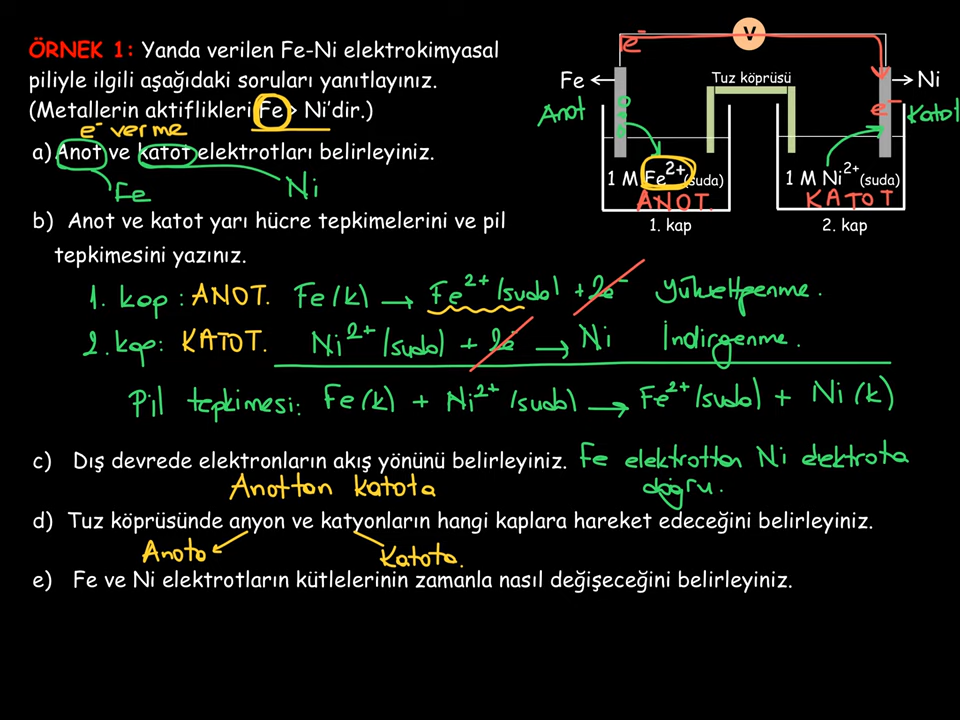 ÖRNEK 1: Yanda verilen Fe-Ni elektrokimyasal
piliyle ilgili aşağıdaki soruları yanıtlayınız.
(Metallerin aktiflikleri Fe > Ni'dir.)
e⁻ verme
a) Anot ve katot elektrotları belirleyiniz.
Fe
Ni
V
e⁻
Fe
Tuz köprüsü
Ni
Anot
e⁻
Katot
1 M Fe²⁺(suda)
1 M Ni²⁺(suda)
ANOT
KATOT
1. kap
2. kap
b) Anot ve katot yarı hücre tepkimelerini ve pil
tepkimesini yazınız.
1. kap: ANOT. Fe(k) → Fe²⁺(suda) + 2e⁻ Yükseltgenme.
2. kap: KATOT. Ni²⁺(suda) + 2e⁻ → Ni İndirgenme.
Pil tepkimesi: Fe(k) + Ni²⁺(suda) → Fe²⁺(suda) + Ni(k)
c) Dış devrede elektronların akış yönünü belirleyiniz. Fe elektrottan Ni elektrota
doğru.
Anottan katota
d) Tuz köprüsünde anyon ve katyonların hangi kaplara hareket edeceğini belirleyiniz.
Anota
Katota.
e) Fe ve Ni elektrotların kütlelerinin zamanla nasıl değişeceğini belirleyiniz.